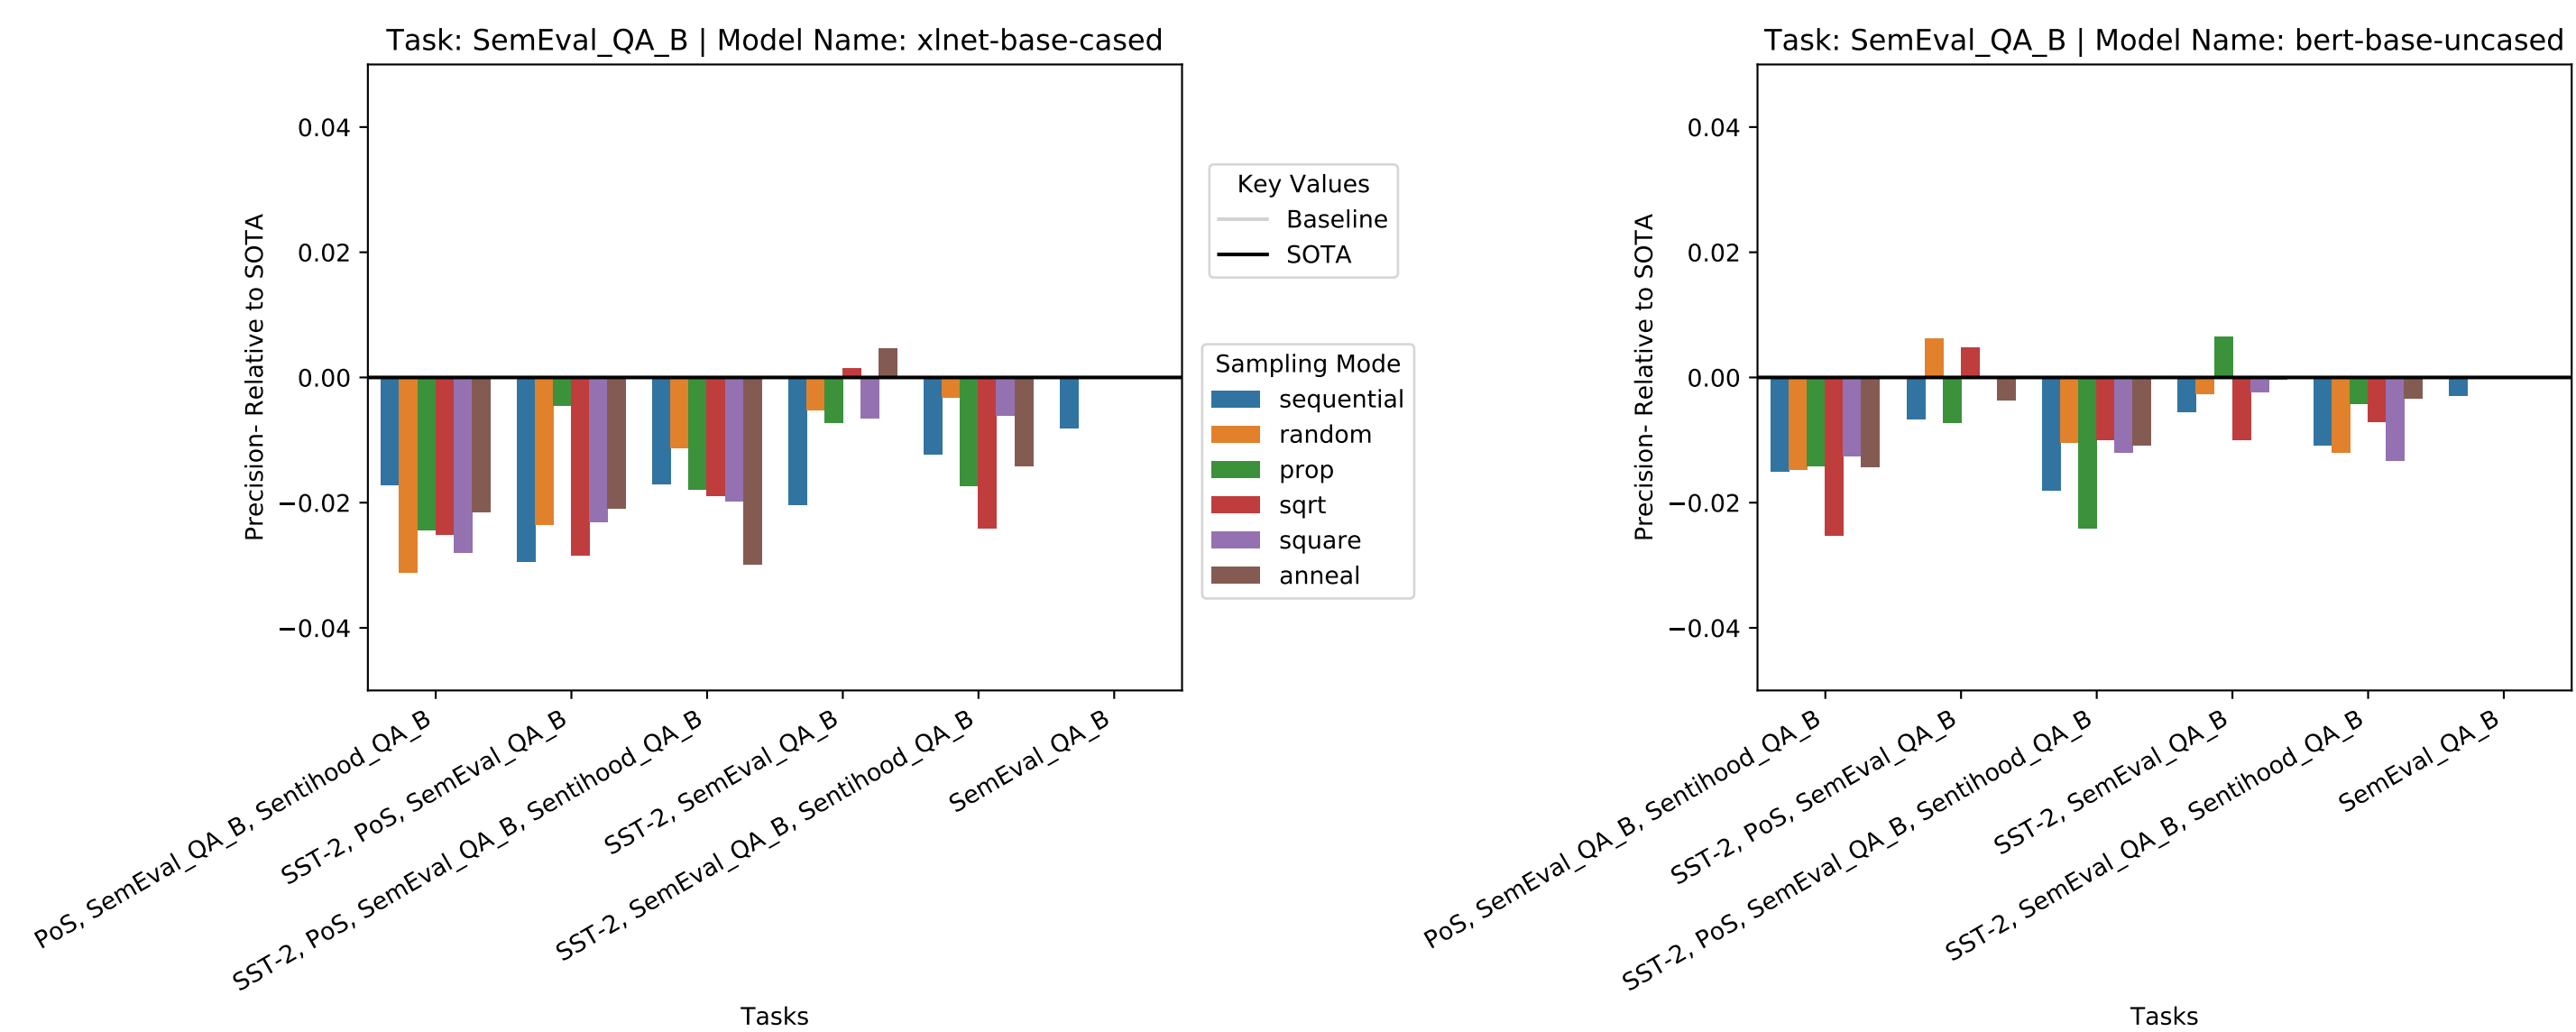 Task: SemEval_QA_B | Model Name: xlnet-base-cased
Precision- Relative to SOTA
0.04
0.02
0.00
−0.02
−0.04
PoS, SemEval_QA_B, Sentihood_QA_B
SST-2, PoS, SemEval_QA_B
SST-2, PoS, SemEval_QA_B, Sentihood_QA_B
SST-2, SemEval_QA_B
SST-2, SemEval_QA_B, Sentihood_QA_B
SemEval_QA_B
Tasks
Key Values
Baseline
SOTA
Sampling Mode
sequential
random
prop
sqrt
square
anneal
Task: SemEval_QA_B | Model Name: bert-base-uncased
Precision- Relative to SOTA
0.04
0.02
0.00
−0.02
−0.04
PoS, SemEval_QA_B, Sentihood_QA_B
SST-2, PoS, SemEval_QA_B
SST-2, PoS, SemEval_QA_B, Sentihood_QA_B
SST-2, SemEval_QA_B
SST-2, SemEval_QA_B, Sentihood_QA_B
SemEval_QA_B
Tasks